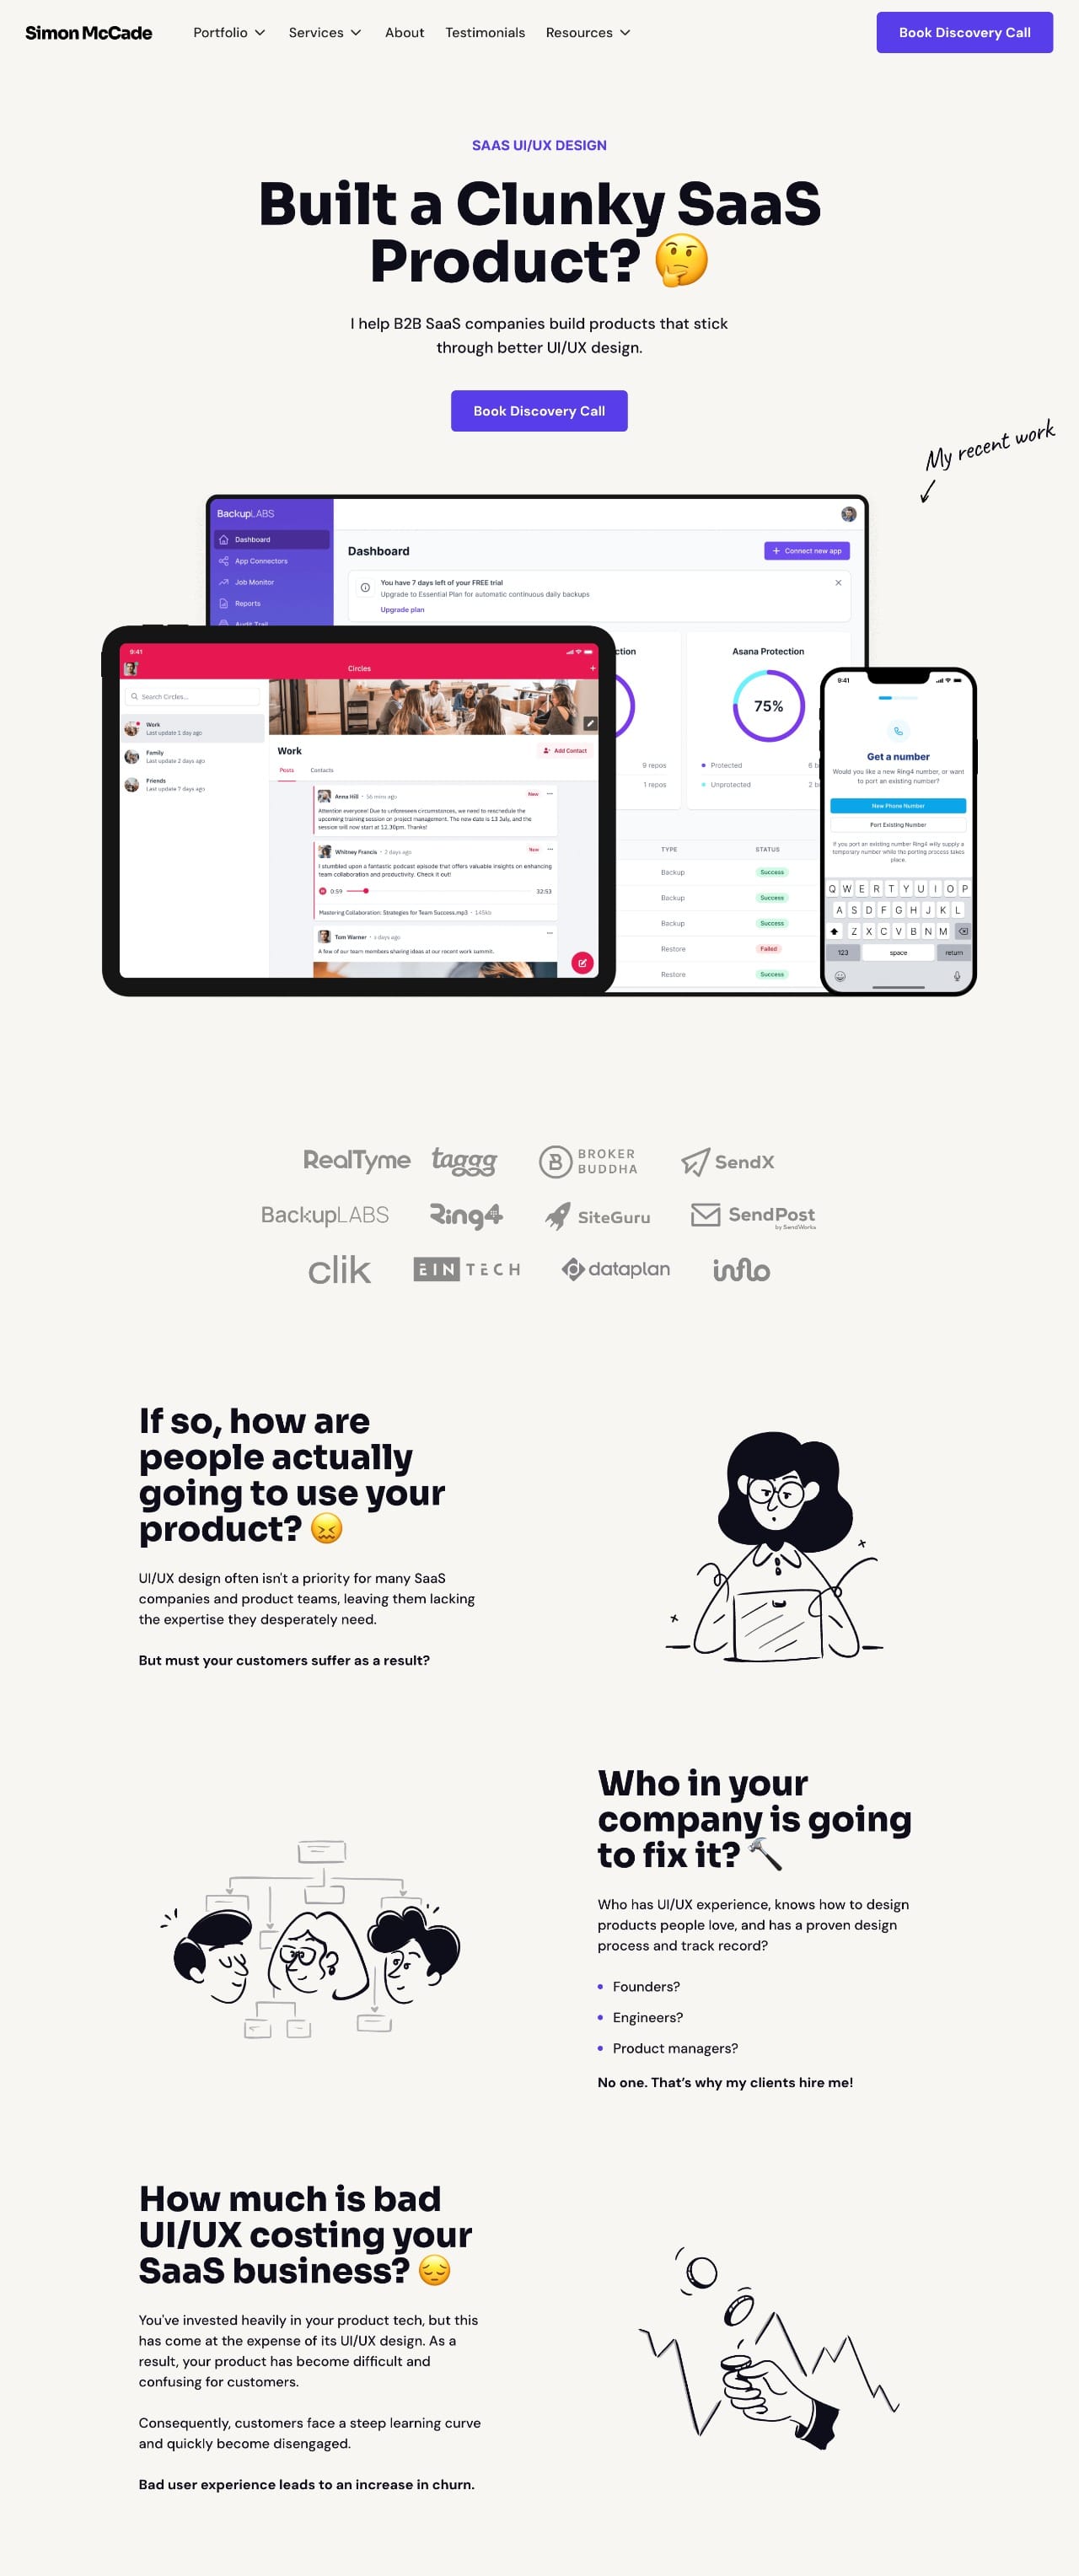 Simon McCade
Portfolio
Services
About
Testimonials
Resources
Book Discovery Call
SAAS UI/UX DESIGN
Built a Clunky SaaS
Product? 🤔
I help B2B SaaS companies build products that stick
through better UI/UX design.
Book Discovery Call
My recent work
BackupLABS
Dashboard
App Connectors
Job Monitor
Reports
Audit Trail
Dashboard
Connect new app
You have 7 days left of your FREE trial
Upgrade to Essential Plan for automatic continuous daily backups
Upgrade plan
Asana Protection
75%
9 repos
1 repos
Protected
Unprotected
TYPE
STATUS
Backup
Success
Backup
Success
Backup
Success
Restore
Failed
Restore
Success
9:41
Circles
Search Circles...
Work
Last update 1 day ago
Family
Last update 2 days ago
Friends
Last update 7 days ago
Work
Add Contact
Posts
Contacts
Anna Hill • 56 mins ago
New
Attention everyone! Due to unforeseen circumstances, we need to reschedule the
upcoming training session on project management. The new date is 13 July, and the
session will now start at 12.30pm. Thanks!
Whitney Francis • 2 days ago
New
I stumbled upon a fantastic podcast episode that offers valuable insights on enhancing
team collaboration and productivity. Check it out!
0:59
32:53
Mastering Collaboration: Strategies for Team Success.mp3 • 145kb
Tom Warner • 3 days ago
A few of our team members sharing ideas at our recent work summit.
9:41
Get a number
Would you like a new Ring4 number, or want
to port an existing number?
New Phone Number
Port Existing Number
If you port an existing number Ring4 willy supply a
temporary number while the porting process takes
place.
Q W E R T Y U I O P
A S D F G H J K L
Z X C V B N M
123
space
return
RealTyme
taggg
BROKER
BUDDHA
SendX
BackupLABS
Ring4
SiteGuru
SendPost
by SendWorks
clik
EIN TECH
dataplan
inflo
If so, how are
people actually
going to use your
product? 😖
UI/UX design often isn't a priority for many SaaS
companies and product teams, leaving them lacking
the expertise they desperately need.
But must your customers suffer as a result?
Who in your
company is going
to fix it? 🔨
Who has UI/UX experience, knows how to design
products people love, and has a proven design
process and track record?
Founders?
Engineers?
Product managers?
No one. That's why my clients hire me!
How much is bad
UI/UX costing your
SaaS business? 😔
You've invested heavily in your product tech, but this
has come at the expense of its UI/UX design. As a
result, your product has become difficult and
confusing for customers.
Consequently, customers face a steep learning curve
and quickly become disengaged.
Bad user experience leads to an increase in churn.